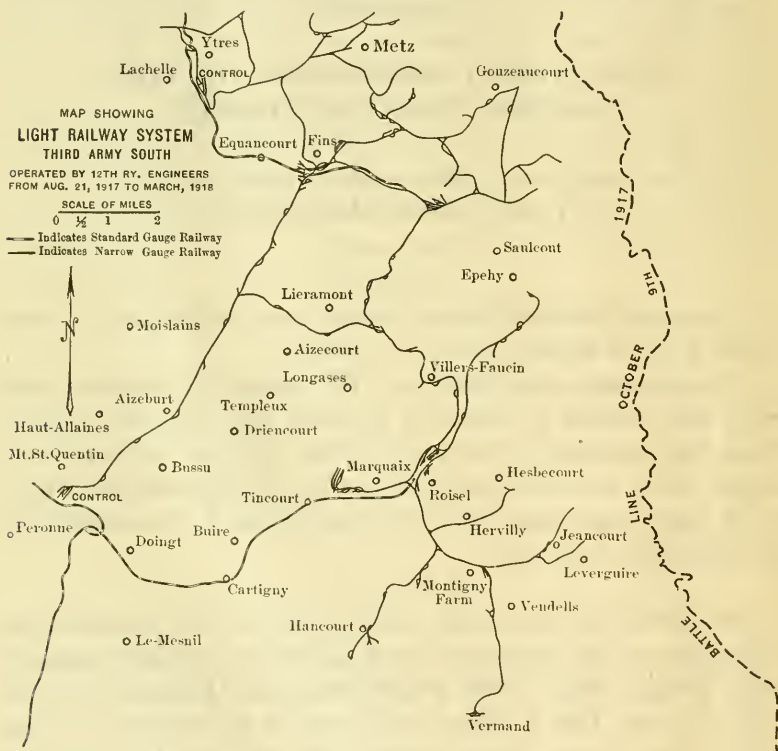 Ytres
Metz
Lachelle
CONTROL
Gouzeaucourt
MAP SHOWING
LIGHT RAILWAY SYSTEM
THIRD ARMY SOUTH
OPERATED BY 12TH RY. ENGINEERS
FROM AUG. 21, 1917 TO MARCH, 1918
SCALE OF MILES
0 ½ 1 2
Indicates Standard Gauge Railway
Indicates Narrow Gauge Railway
Equancourt
Fins
N
Saulcourt
Epehy
Lieramont
Moislains
Aizecourt
Longases
Villers-Faucin
Templeux
Aizeburt
Haut-Allaines
Driencourt
Mt.St.Quentin
Bussu
Marquaix
Roisel
Hesbecourt
CONTROL
Tincourt
Hervilly
Peronne
Doingt
Buire
Jeancourt
Leverguire
Cartigny
Montigny
Farm
Vendells
Hancourt
Le-Mesnil
Vermand
BATTLE LINE OCTOBER 9TH 1917